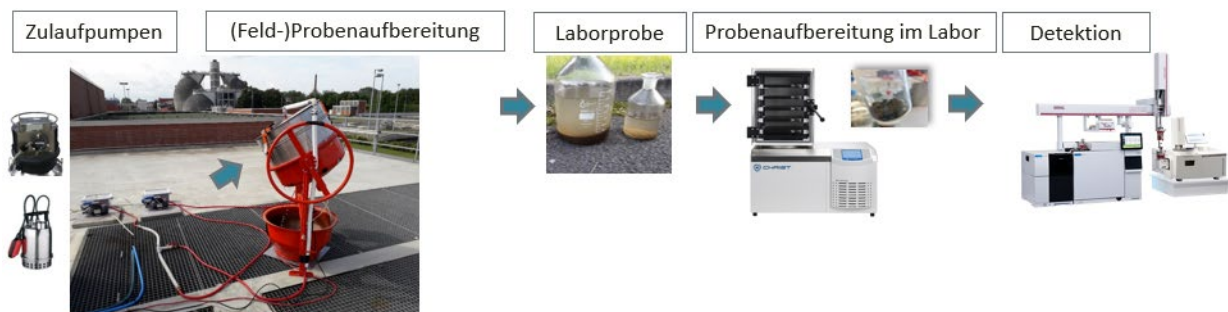 Zulaufpumpen
(Feld-)Probenaufbereitung
Laborprobe
Probenaufbereitung im Labor
Detektion
CHRIST